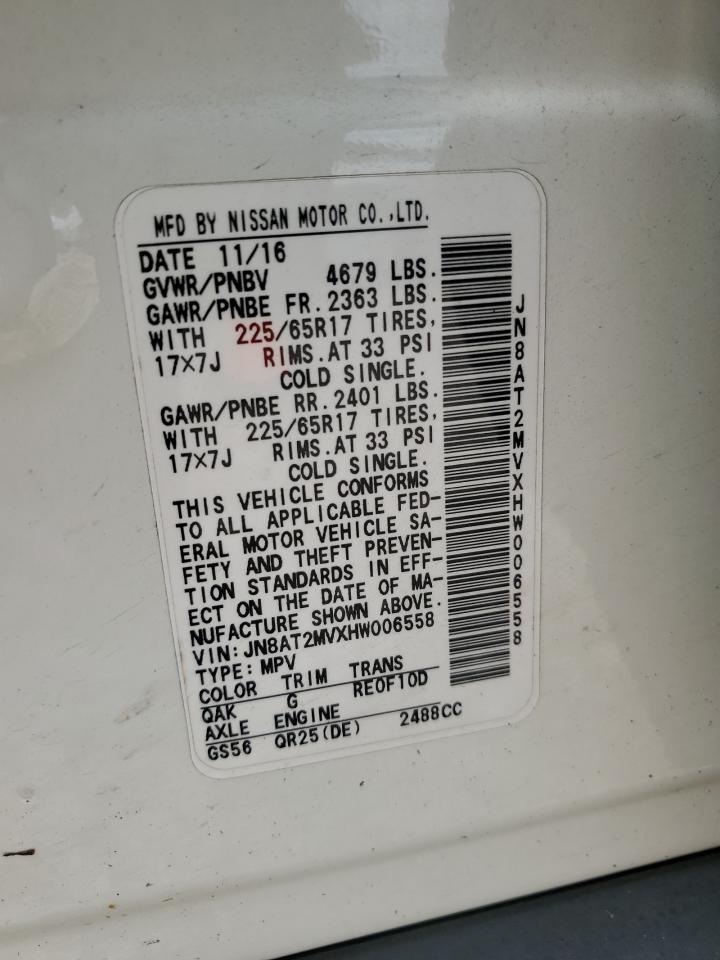 MFD BY NISSAN MOTOR CO.,LTD.
DATE 11/16
GVWR/PNBV 4679 LBS.
GAWR/PNBE FR. 2363 LBS.
WITH 225/65R17 TIRES,
17×7J RIMS. AT 33 PSI
COLD SINGLE.
GAWR/PNBE RR. 2401 LBS.
WITH 225/65R17 TIRES,
17×7J RIMS. AT 33 PSI
COLD SINGLE.
THIS VEHICLE CONFORMS
TO ALL APPLICABLE FED-
ERAL MOTOR VEHICLE SA-
FETY AND THEFT PREVEN-
TION STANDARDS IN EFF-
ECT ON THE DATE OF MA-
NUFACTURE SHOWN ABOVE.
VIN: JN8AT2MVXHW006558
TYPE: MPV
COLOR TRIM TRANS
QAK G RE0F10D
AXLE ENGINE
GS56 QR25(DE) 2488CC
JN8AT2MVXHW006558